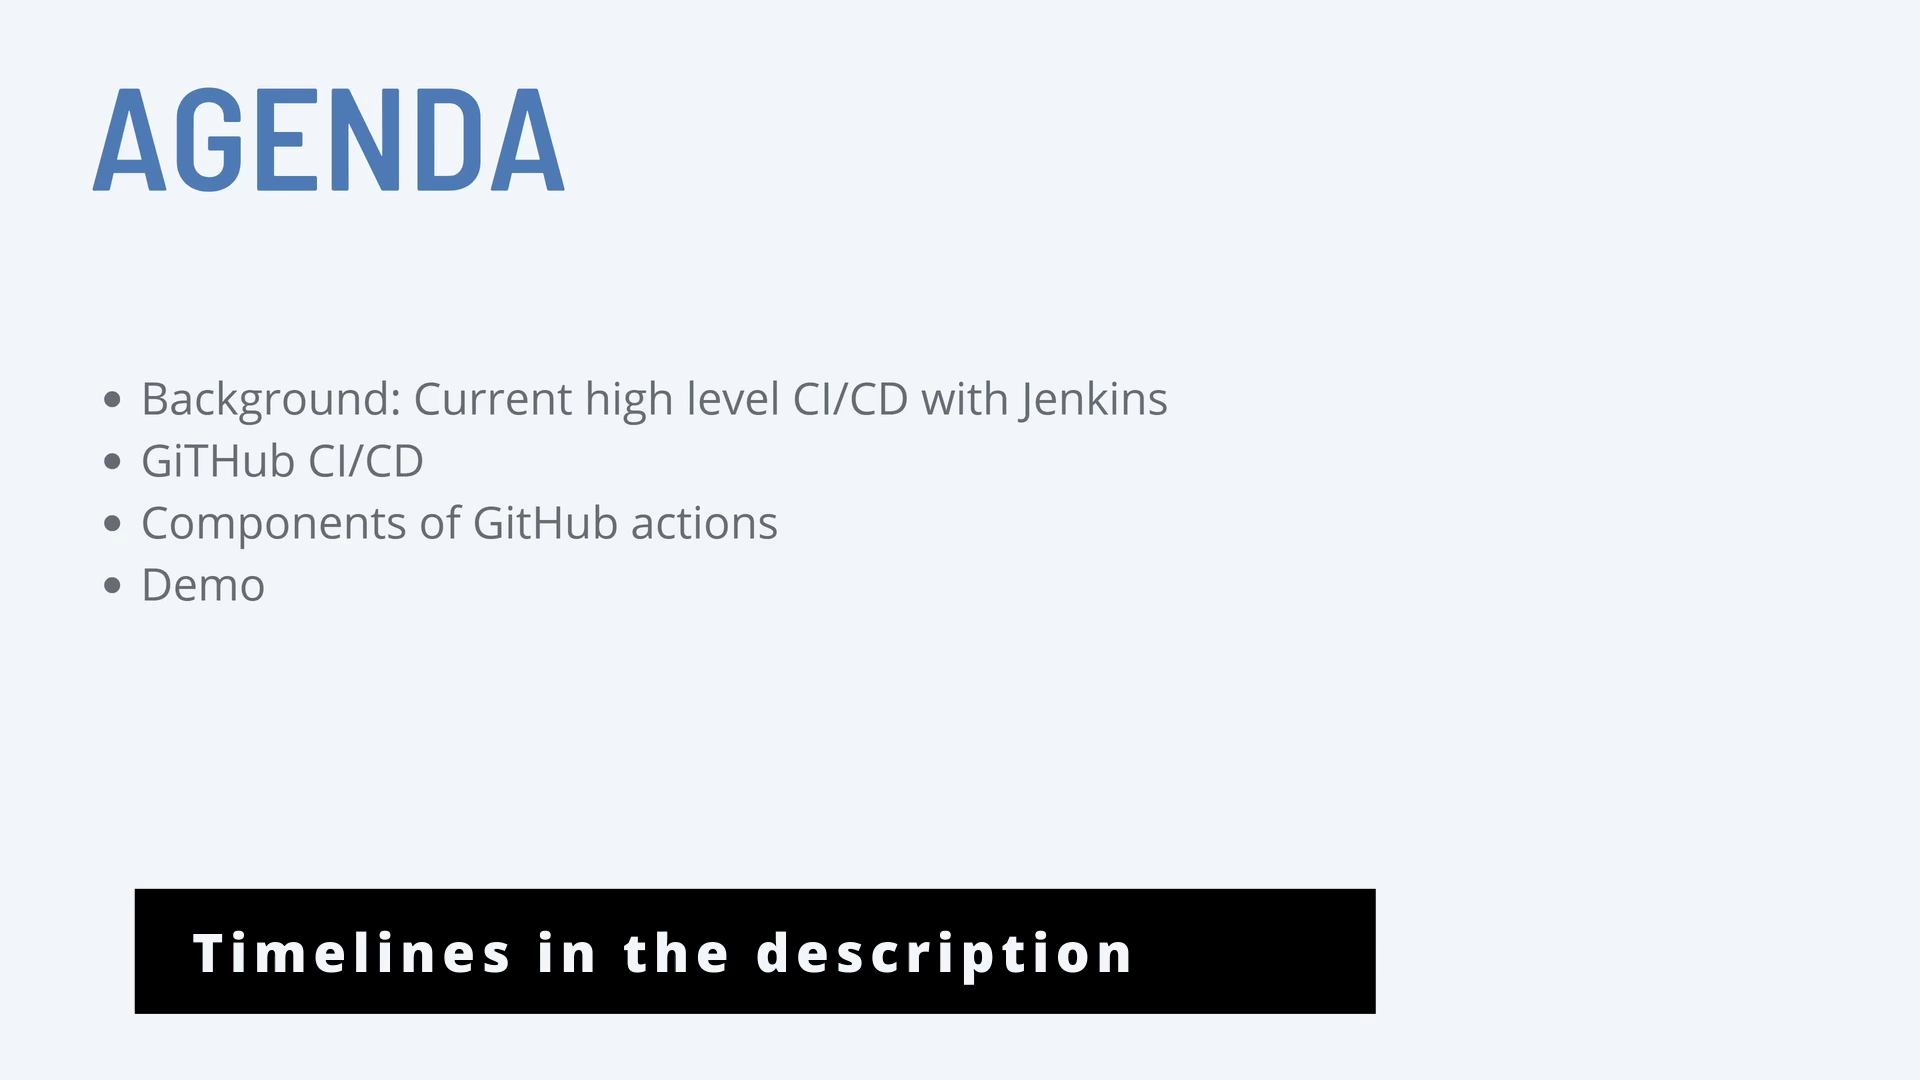 AGENDA
• Background: Current high level CI/CD with Jenkins
• GiTHub CI/CD
• Components of GitHub actions
• Demo
Timelines in the description